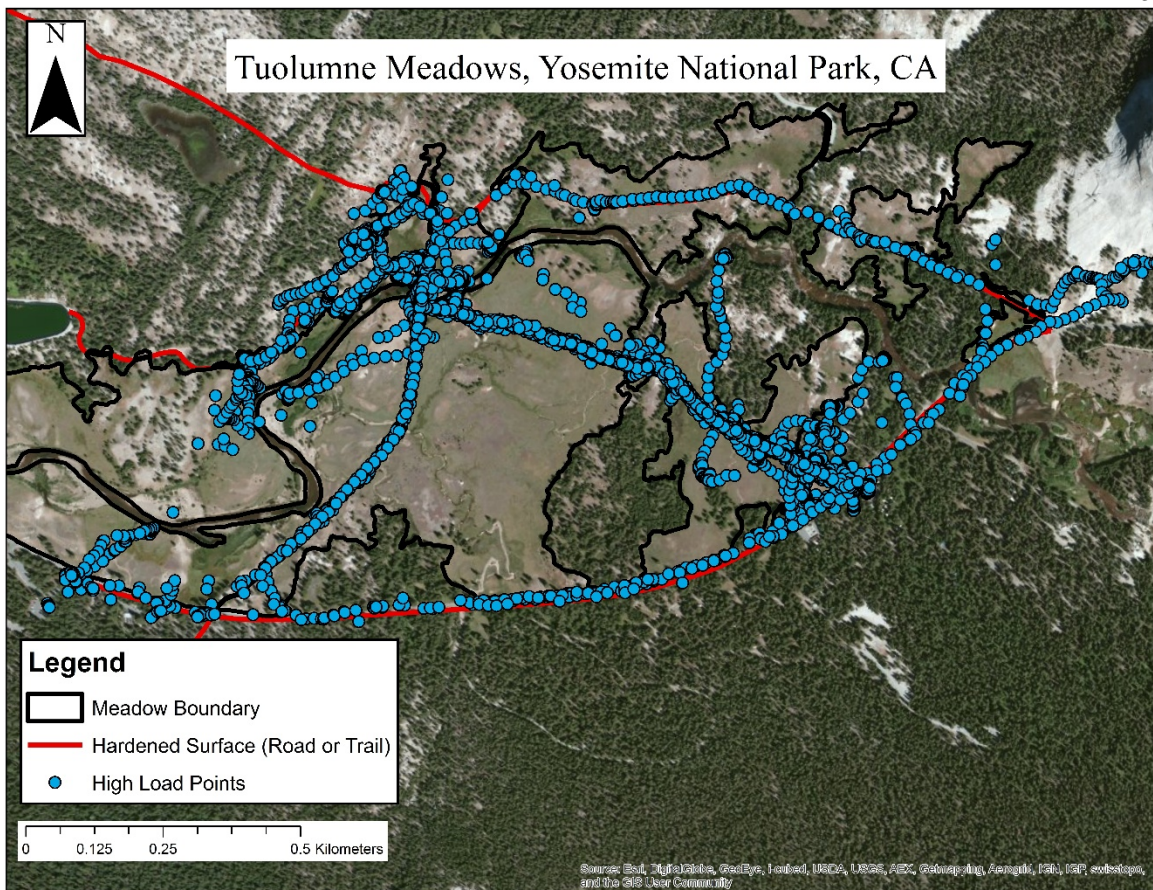 N
Tuolumne Meadows, Yosemite National Park, CA
Legend
Meadow Boundary
Hardened Surface (Road or Trail)
High Load Points
0 0.125 0.25 0.5 Kilometers
Source: Esri, DigitalGlobe, GeoEye, i-cubed, USDA, USGS, AEX, Getmapping, Aerogrid, IGN, IGP, swisstopo,
and the GIS User Community